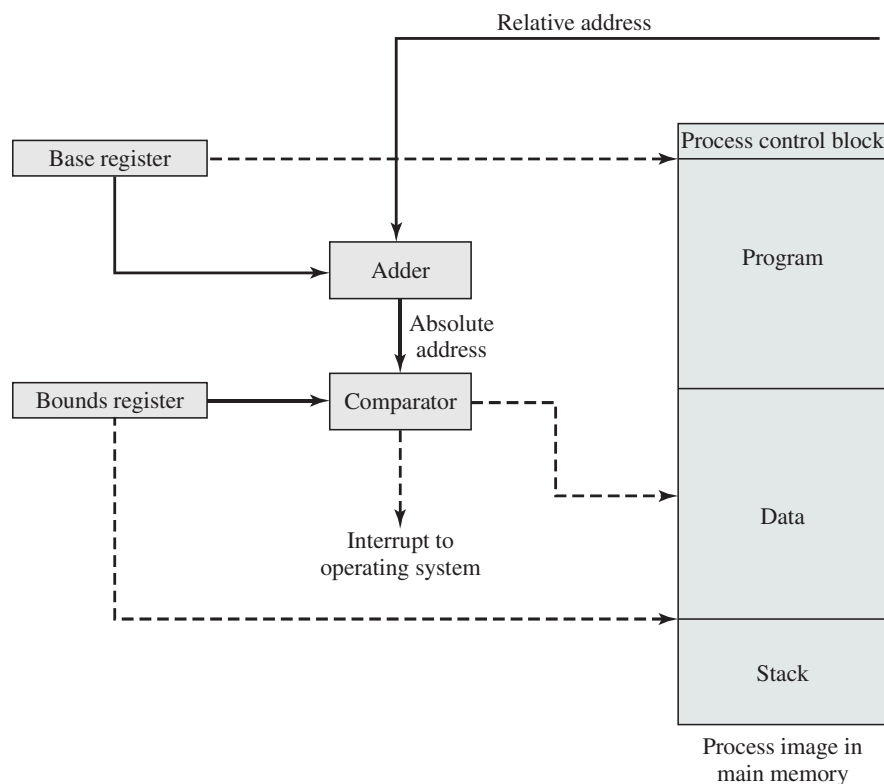 Relative address
Process control block
Base register
Program
Adder
Absolute
address
Bounds register
Comparator
Data
Interrupt to
operating system
Stack
Process image in
main memory